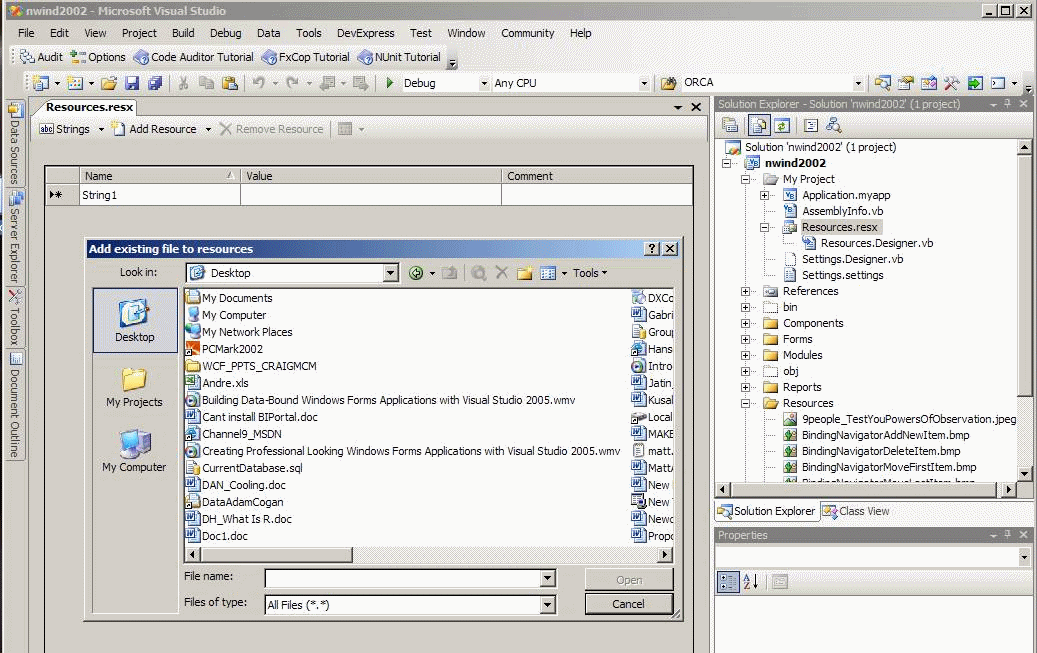 nwind2002 - Microsoft Visual Studio
File Edit View Project Build Debug Data Tools DevExpress Test Window Community Help
Audit Options Code Auditor Tutorial FxCop Tutorial NUnit Tutorial
Debug Any CPU ORCA
Data Sources
Server Explorer
Toolbox
Document Outline
Resources.resx
abc Strings Add Resource Remove Resource
Name Value Comment
String1
Add existing file to resources
Look in: Desktop Tools
Desktop
My Projects
My Computer
My Documents
My Computer
My Network Places
PCMark2002
WCF_PPTS_CRAIGMCM
Andre.xls
Building Data-Bound Windows Forms Applications with Visual Studio 2005.wmv
Cant install BIPortal.doc
Channel9_MSDN
Creating Professional Looking Windows Forms Applications with Visual Studio 2005.wmv
CurrentDatabase.sql
DAN_Cooling.doc
DataAdamCogan
DH_What Is R.doc
Doc1.doc
DXCo
Gabri
Group
Hans
Intro
Jatin_
Kusal
Local
MAKE
matt.
MattA
New
New
Newc
Propo
File name: Open
Files of type: All Files (*.*) Cancel
Solution Explorer - Solution 'nwind2002' (1 project)
Solution 'nwind2002' (1 project)
nwind2002
My Project
Application.myapp
AssemblyInfo.vb
Resources.resx
Resources.Designer.vb
Settings.Designer.vb
Settings.settings
References
bin
Components
Forms
Modules
obj
Reports
Resources
9people_TestYouPowersOfObservation.jpeg
BindingNavigatorAddNewItem.bmp
BindingNavigatorDeleteItem.bmp
BindingNavigatorMoveFirstItem.bmp
BindingNavigatorMoveLastItem.bmp
Solution Explorer Class View
Properties